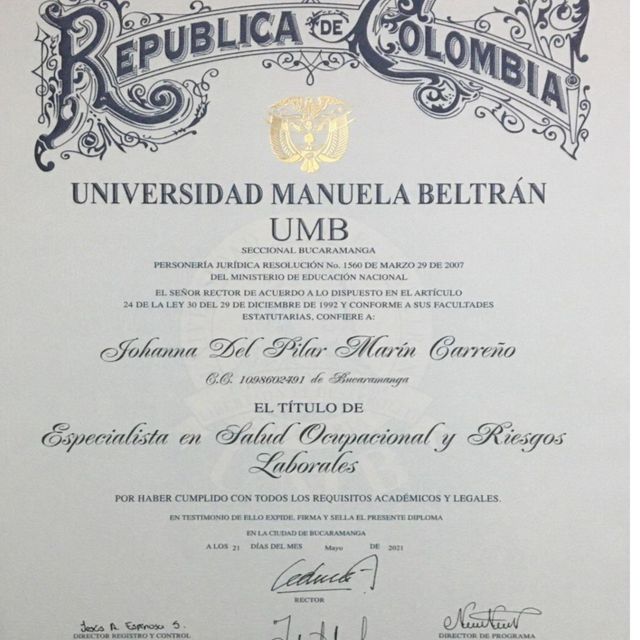 REPUBLICA DE COLOMBIA
UNIVERSIDAD MANUELA BELTRÁN
UMB
SECCIONAL BUCARAMANGA
PERSONERÍA JURÍDICA RESOLUCIÓN No. 1560 DE MARZO 29 DE 2007
DEL MINISTERIO DE EDUCACIÓN NACIONAL
EL SEÑOR RECTOR DE ACUERDO A LO DISPUESTO EN EL ARTÍCULO
24 DE LA LEY 30 DEL 29 DE DICIEMBRE DE 1992 Y CONFORME A SUS FACULTADES
ESTATUTARIAS, CONFIERE A:
Johanna Del Pilar Marín Carreño
C.C. 1098602491 de Bucaramanga
EL TÍTULO DE
Especialista en Salud Ocupacional y Riesgos
Laborales
POR HABER CUMPLIDO CON TODOS LOS REQUISITOS ACADÉMICOS Y LEGALES.
EN TESTIMONIO DE ELLO EXPIDE, FIRMA Y SELLA EL PRESENTE DIPLOMA
EN LA CIUDAD DE BUCARAMANGA
A LOS 21 DÍAS DEL MES Mayo DE 2021
RECTOR
Jesús A. Espinosa S.
DIRECTOR REGISTRO Y CONTROL
DIRECTOR DE PROGRAMA